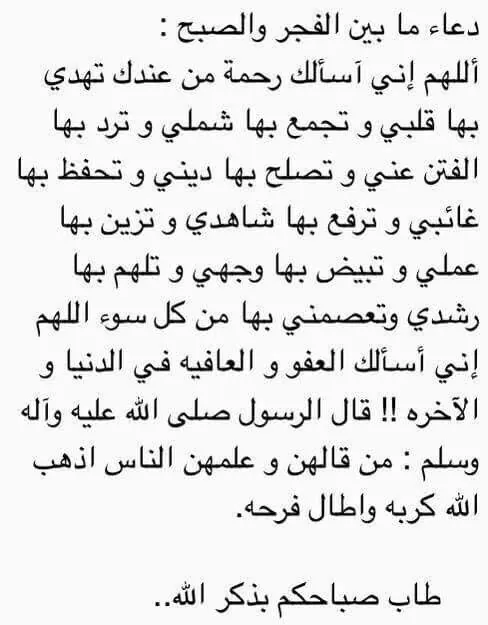 دعاء ما بين الفجر والصبح :
أللهم إني آسألك رحمة من عندك تهدي
بها قلبي و تجمع بها شملي و ترد بها
الفتن عني و تصلح بها ديني و تحفظ بها
غائبي و ترفع بها شاهدي و تزين بها
عملي و تبيض بها وجهي و تلهم بها
رشدي وتعصمني بها من كل سوء اللهم
إني أسألك العفو و العافيه في الدنيا و
الآخره !! قال الرسول صلى الله عليه وآله
وسلم : من قالهن و علمهن الناس اذهب
الله كربه واطال فرحه.
طاب صباحكم بذكر الله..